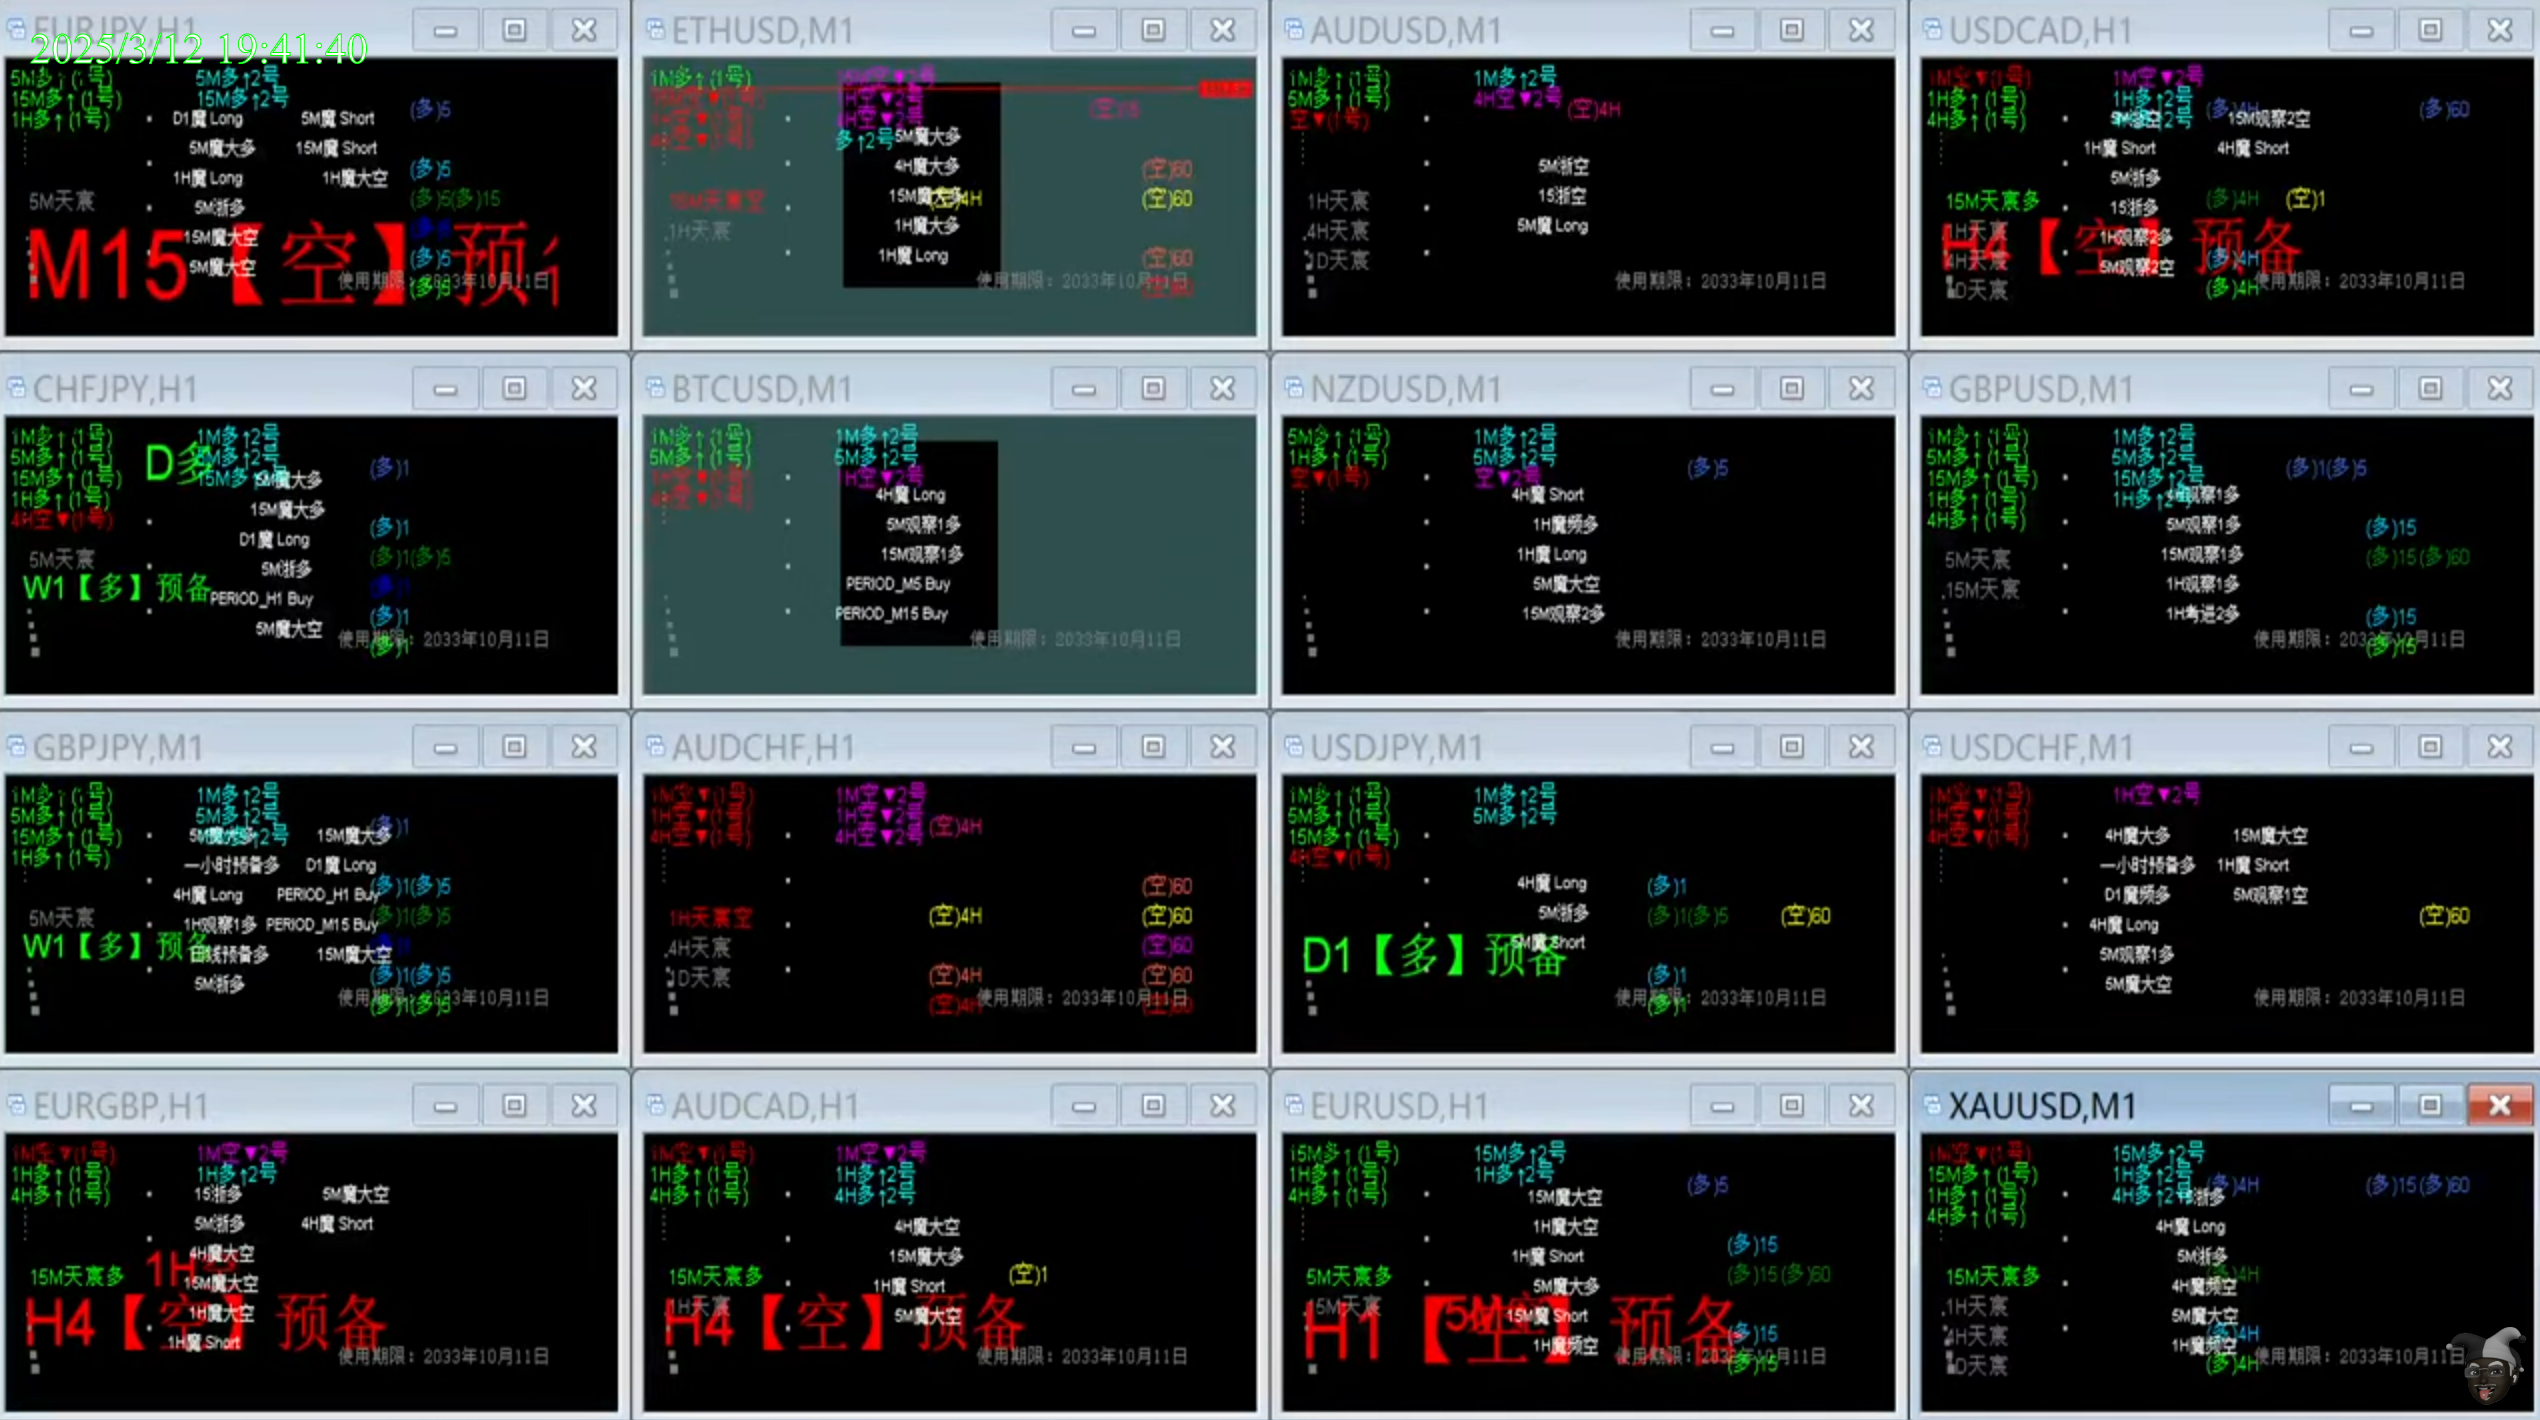 2025/3/12 19:41:40
EURJPY,H1
5M多↑(1号)
15M多↑(1号)
1H多↑(1号)
5M多↑2号
15M多↑2号
(多)5
D1魔 Long
5M魔 Short
5M魔大多
15M魔 Short
1H魔 Long
1H魔大空
(多)5
5M浙多
(多)5(多)15
5M天宸
15M魔大空
5M魔大空
(多)5
(多)5
M15【空】预
使用期限：2033年10月11日
ETHUSD,M1
1M多↑(1号)
15M空▼2号
1H空▼2号
4H空▼2号
多↑2号
5M魔大多
4H魔大多
15M魔大多
1H魔大多
1H魔 Long
(空)15
(空)60
(空)4H
(空)60
(空)60
15M天宸空
1H天宸
使用期限：2033年10月11日
AUDUSD,M1
1M多↑(1号)
5M多↑(1号)
空▼(1号)
1M多↑2号
4H空▼2号
(空)4H
5M浙空
15浙空
5M魔 Long
1H天宸
4H天宸
1D天宸
使用期限：2033年10月11日
USDCAD,H1
1M空▼(1号)
1H多↑(1号)
4H多↑(1号)
1M空▼2号
1H多↑2号
(多)4H
(多)60
5M浙空
15M观察2空
1H魔 Short
4H魔 Short
5M浙多
15浙多
(多)4H
(空)1
15M天宸多
1H天宸
4H天宸
1D天宸
1H观察2多
5M观察2空
(多)4H
(多)4H
H4【空】预备
使用期限：2033年10月11日
CHFJPY,H1
1M多↑(1号)
5M多↑(1号)
15M多↑(1号)
1H多↑(1号)
4H空▼(1号)
D多
1M多↑2号
5M多↑2号
15M多↑2号
(多)1
5M魔大多
15M魔大多
(多)1
D1魔 Long
(多)1(多)5
5M浙多
5M天宸
W1【多】预备
PERIOD_H1 Buy
(多)1
5M魔大空
(多)1
使用期限：2033年10月11日
BTCUSD,M1
1M多↑(1号)
5M多↑(1号)
1H空▼(1号)
4H空▼(1号)
1M多↑2号
5M多↑2号
1H空▼2号
4H魔 Long
5M观察1多
15M观察1多
PERIOD_M5 Buy
PERIOD_M15 Buy
使用期限：2033年10月11日
NZDUSD,M1
5M多↑(1号)
1H多↑(1号)
空▼(1号)
1M多↑2号
5M多↑2号
空▼2号
(多)5
4H魔 Short
1H魔频多
1H魔 Long
5M魔大空
15M观察2多
使用期限：2033年10月11日
GBPUSD,M1
1M多↑(1号)
5M多↑(1号)
15M多↑(1号)
1H多↑(1号)
4H多↑(1号)
1M多↑2号
5M多↑2号
15M多↑2号
1H多↑2号
(多)1(多)5
观察1多
5M观察1多
(多)15
15M观察1多
(多)15(多)60
1H观察1多
1H考进2多
(多)15
(多)15
5M天宸
15M天宸
使用期限：2033年10月11日
GBPJPY,M1
1M多↑(1号)
5M多↑(1号)
15M多↑(1号)
1H多↑(1号)
1M多↑2号
5M多↑2号
15M多↑2号
(多)1
5M魔大多
15M魔大多
一小时预备多
D1魔 Long
4H魔 Long
PERIOD_H1 Buy
(多)1(多)5
1H观察1多
PERIOD_M15 Buy
(多)1(多)5
5M天宸
W1【多】预备
日线预备多
15M魔大空
5M浙多
(多)1(多)5
(多)1(多)5
使用期限：2033年10月11日
AUDCHF,H1
1M空▼(1号)
1H空▼(1号)
4H空▼(1号)
1M空▼2号
1H空▼2号
4H空▼2号
(空)4H
(空)60
(空)4H
(空)60
(空)60
(空)4H
(空)60
(空)4H
(空)60
1H天宸空
4H天宸
1D天宸
使用期限：2033年10月11日
USDJPY,M1
1M多↑(1号)
5M多↑(1号)
15M多↑(1号)
4H空▼(1号)
1M多↑2号
5M多↑2号
4H魔 Long
(多)1
5M浙多
(多)1(多)5
(空)60
5M魔 Short
D1【多】预备
(多)1
(多)1
使用期限：2033年10月11日
USDCHF,M1
1M空▼(1号)
1H空▼(1号)
4H空▼(1号)
1H空▼2号
4H魔大多
15M魔大空
一小时预备多
1H魔 Short
D1魔频多
5M观察1空
4H魔 Long
(空)60
5M观察1多
5M魔大空
使用期限：2033年10月11日
EURGBP,H1
1M空▼(1号)
1H多↑(1号)
4H多↑(1号)
1M空▼2号
1H多↑2号
15浙多
5M魔大空
5M浙多
4H魔 Short
4H魔大空
15M天宸多
1H空
15M魔大空
1H魔大空
1H魔 Short
H4【空】预备
使用期限：2033年10月11日
AUDCAD,H1
1M空▼(1号)
1H多↑(1号)
4H多↑(1号)
1M空▼2号
1H多↑2号
4H多↑2号
4H魔大空
15M魔大多
1H魔 Short
5M魔大空
(空)1
15M天宸多
1H天宸
H4【空】预备
使用期限：2033年10月11日
EURUSD,H1
15M多↑(1号)
1H多↑(1号)
4H多↑(1号)
15M多↑2号
1H多↑2号
(多)5
15M魔大空
1H魔大空
1H魔 Short
(多)15
5M魔大多
(多)15(多)60
15M魔 Short
1H魔频空
(多)15
(多)15
5M天宸多
15M天宸
H1【空】预备
使用期限：2033年10月11日
XAUUSD,M1
1M空▼(1号)
15M多↑(1号)
1H多↑(1号)
4H多↑(1号)
15M多↑2号
1H多↑2号
4H多↑2号
(多)4H
(多)15(多)60
15浙多
4H魔 Long
5M浙多
4H魔频空
5M魔大空
1H魔频空
(多)4H
(多)4H
15M天宸多
1H天宸
4H天宸
1D天宸
使用期限：2033年10月11日